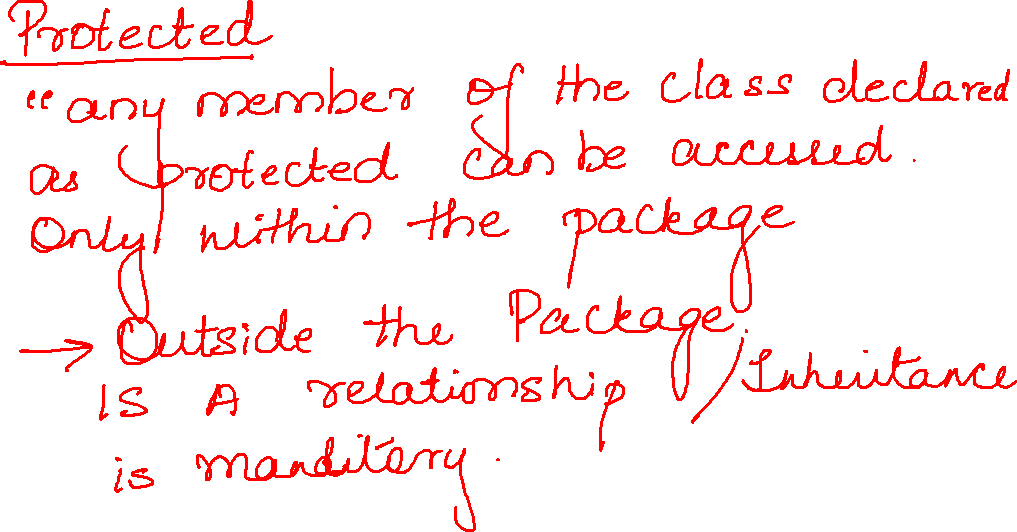 Protected
"any member of the class declared
as protected can be accessed.
Only within the package
→ Outside the Package.
IS A relationship / Inheritance
is manditary.